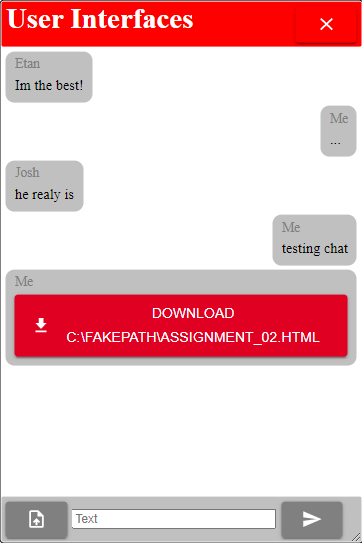 User Interfaces
Etan
Im the best!
Me
...
Josh
he realy is
Me
testing chat
Me
DOWNLOAD
C:\FAKEPATH\ASSIGNMENT_02.HTML
Text